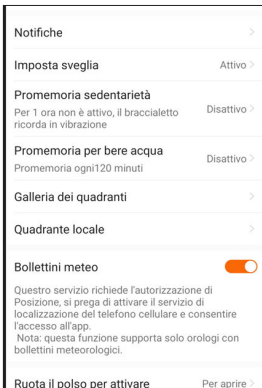 Notifiche
Imposta sveglia Attivo
Promemoria sedentarietà
Per 1 ora non è attivo, il braccialetto
ricorda in vibrazione
Disattivo
Promemoria per bere acqua
Promemoria ogni120 minuti
Disattivo
Galleria dei quadranti
Quadrante locale
Bollettini meteo
Questro servizio richiede l'autorizzazione di
Posizione, si prega di attivare il servizio di
localizzazione del telefono cellulare e consentire
l'accesso all'app.
Nota: questa funzione supporta solo orologi con
bollettini meteorologici.
Ruota il polso per attivare Per aprire